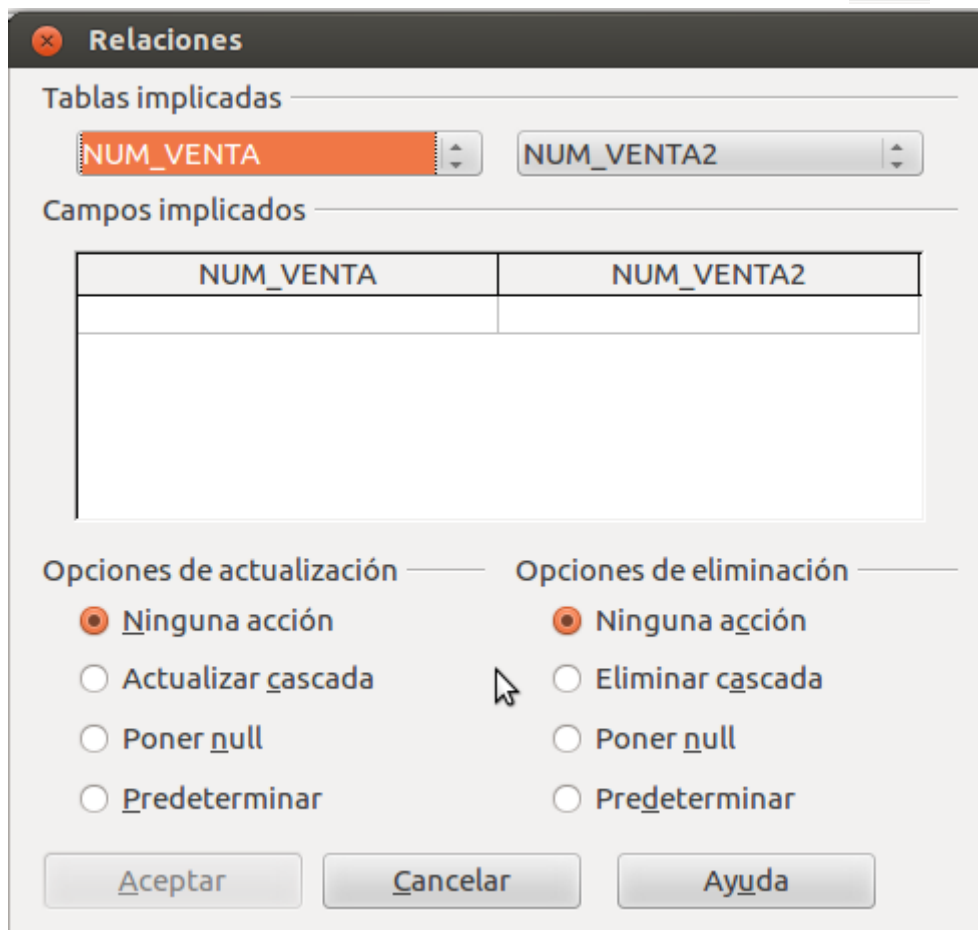 Relaciones
Tablas implicadas
NUM_VENTA NUM_VENTA2
Campos implicados
NUM_VENTA NUM_VENTA2
Opciones de actualización Opciones de eliminación
Ninguna acción Ninguna acción
Actualizar cascada Eliminar cascada
Poner null Poner null
Predeterminar Predeterminar
Aceptar Cancelar Ayuda